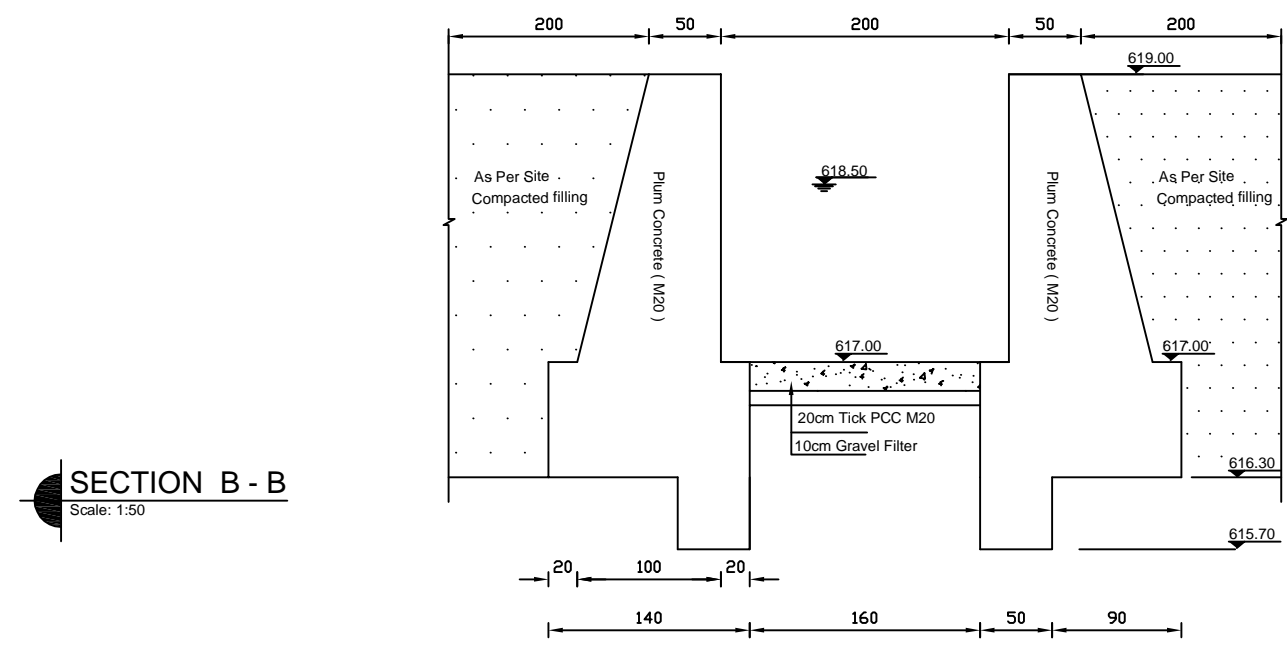 200 50 200 50 200
619.00
618.50
As Per Site
Compacted filling
Plum Concrete ( M20 )
Plum Concrete ( M20 )
As Per Site
Compacted filling
617.00
617.00
20cm Tick PCC M20
10cm Gravel Filter
616.30
SECTION B - B
Scale: 1:50
615.70
20 100 20
140 160 50 90